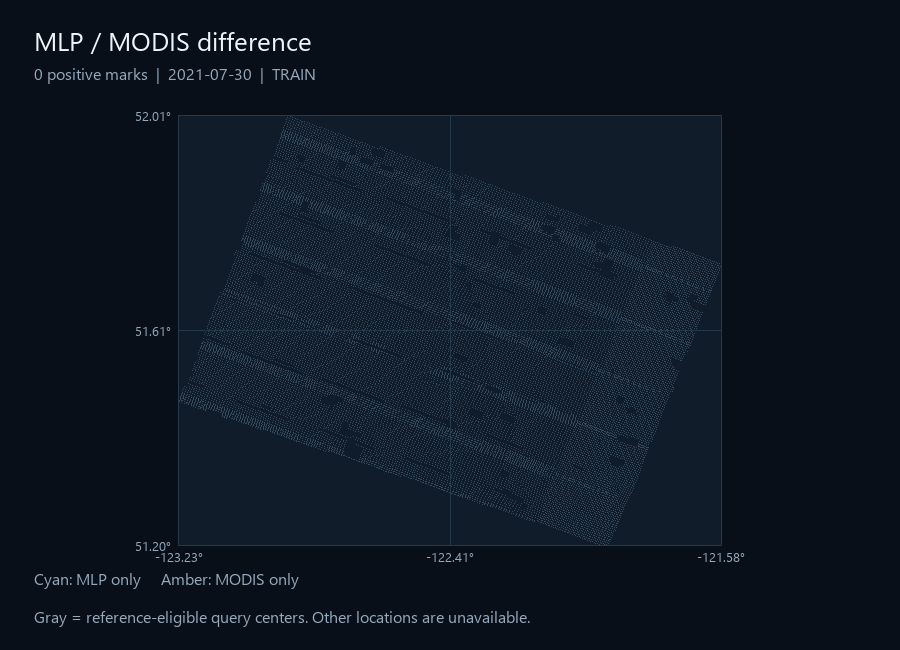 MLP / MODIS difference
0 positive marks | 2021-07-30 | TRAIN
52.01°
51.61°
51.20°
-123.23° -122.41° -121.58°
Cyan: MLP only Amber: MODIS only
Gray = reference-eligible query centers. Other locations are unavailable.